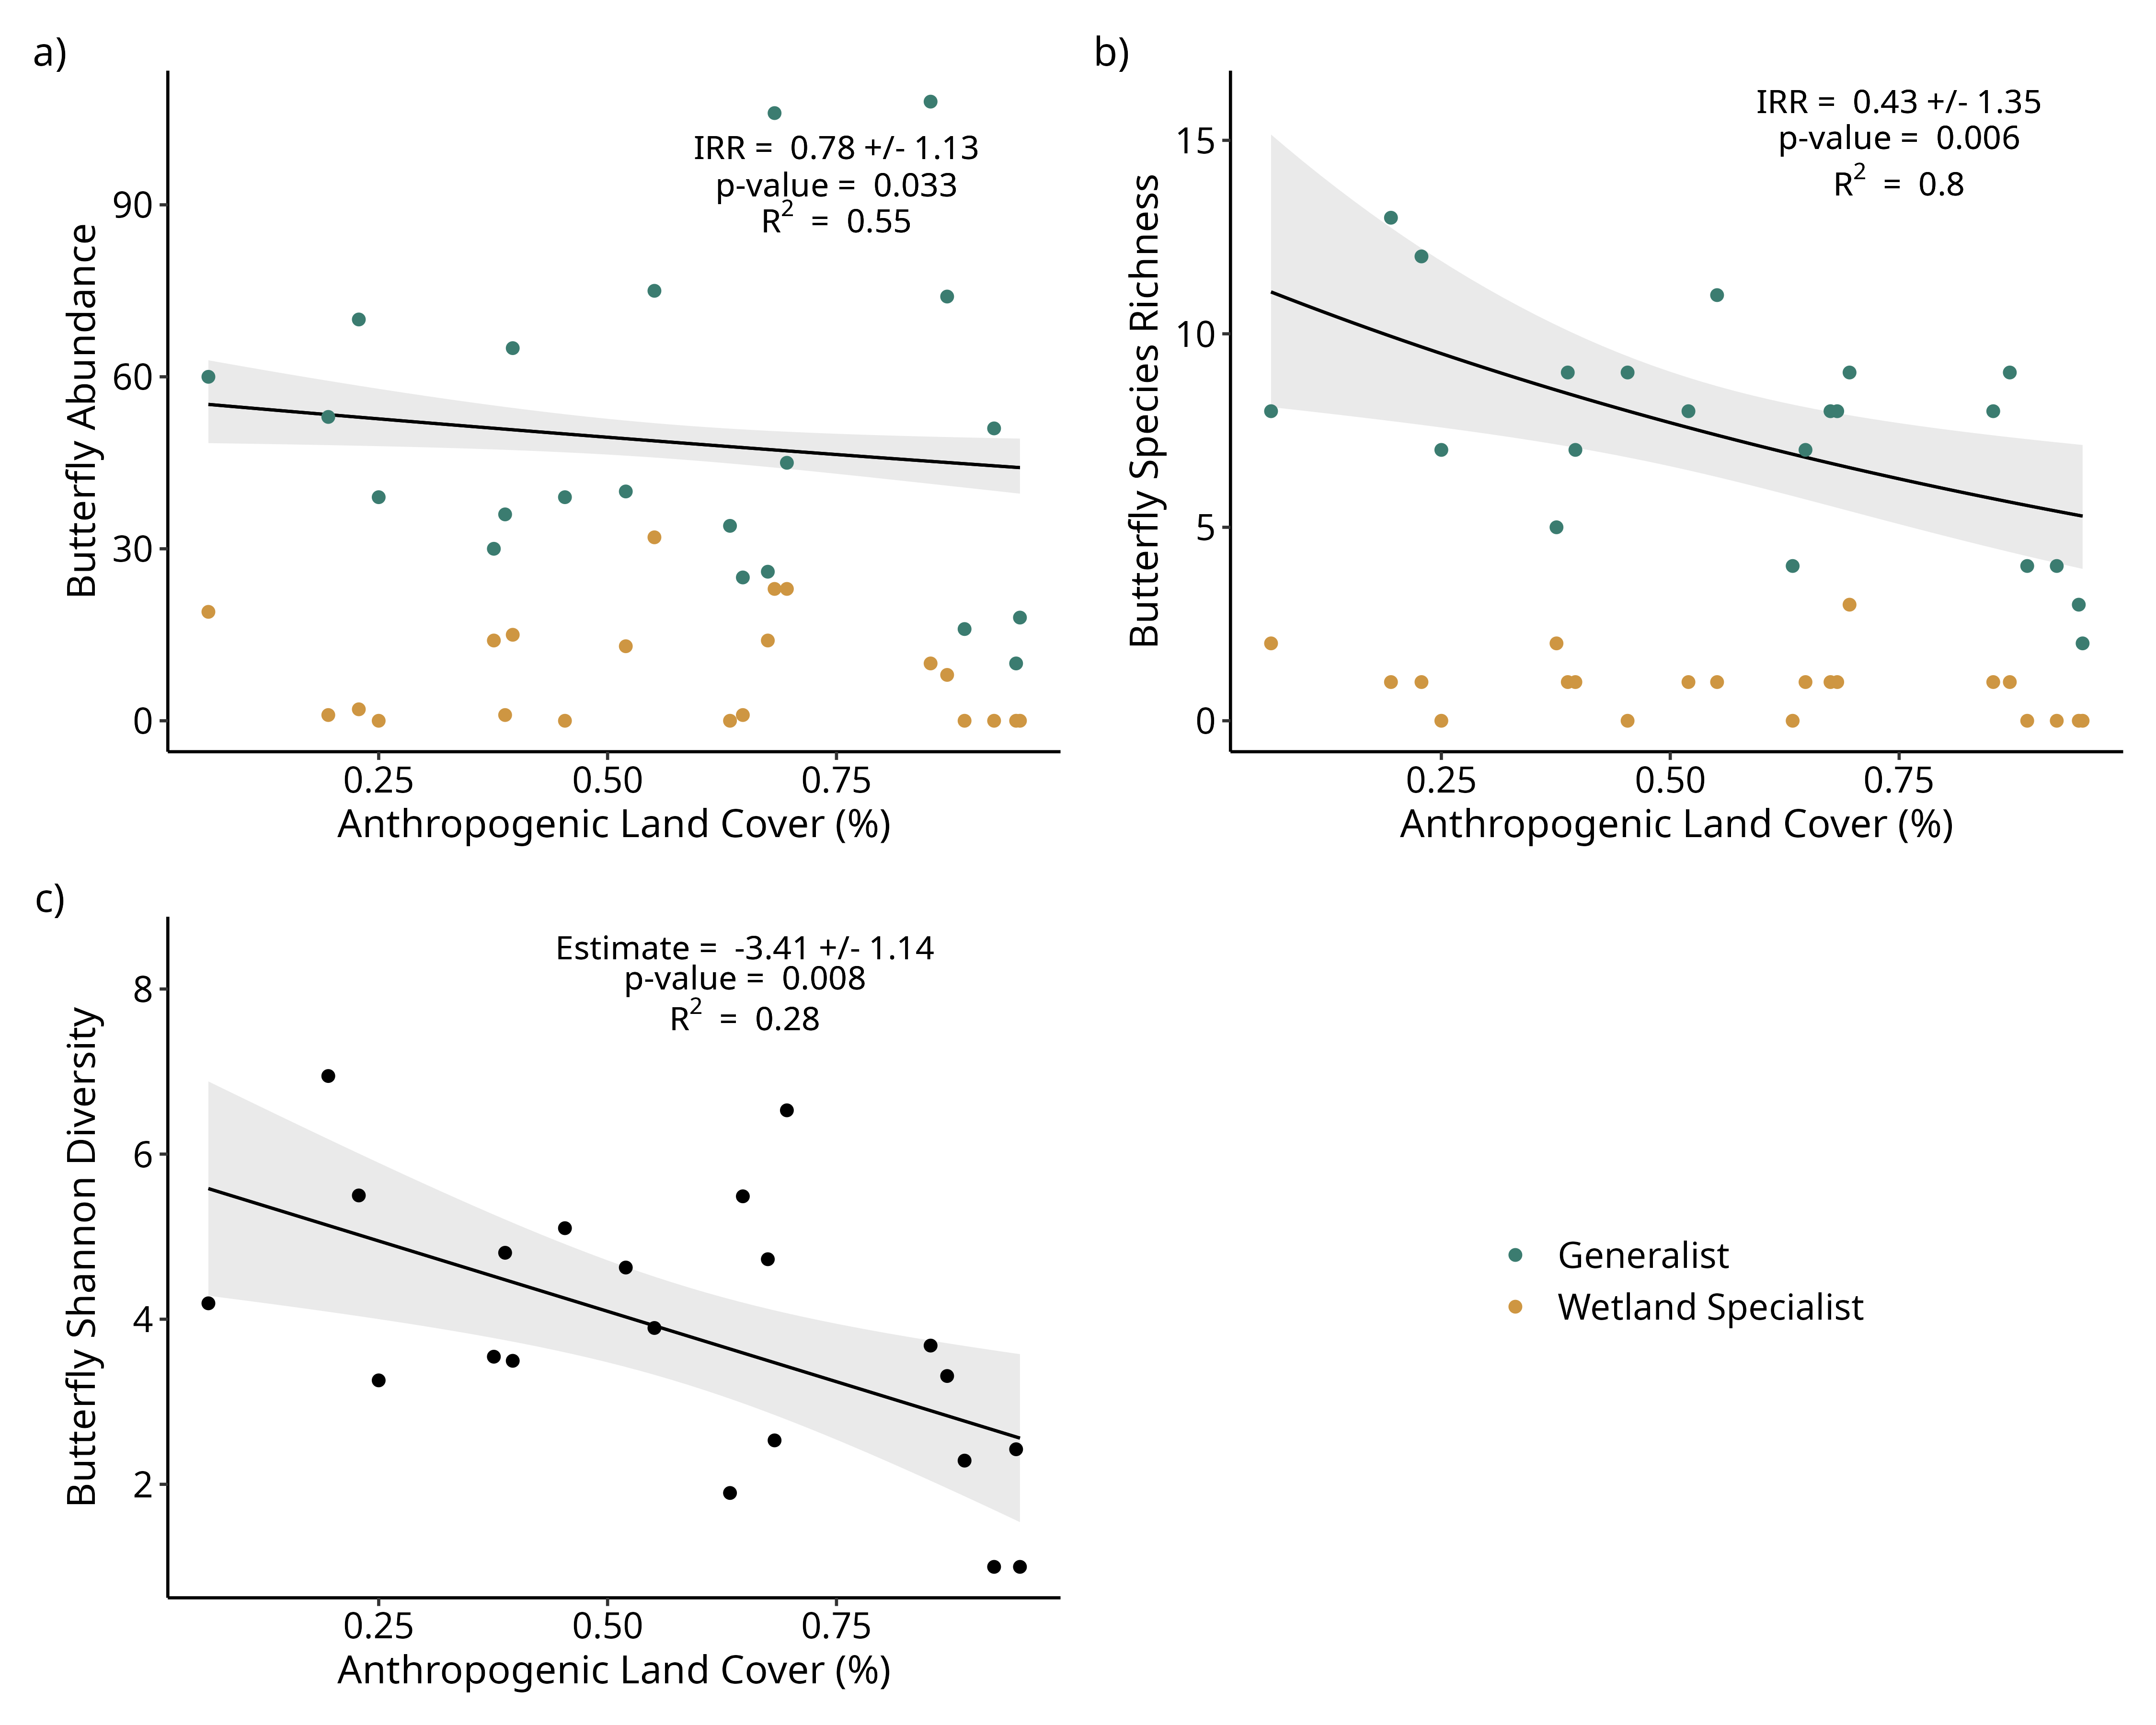 a)
IRR = 0.78 +/- 1.13
p-value = 0.033
R² = 0.55
90
60
30
0
Butterfly Abundance
0.25 0.50 0.75
Anthropogenic Land Cover (%)
b)
IRR = 0.43 +/- 1.35
p-value = 0.006
R² = 0.8
15
10
5
0
Butterfly Species Richness
0.25 0.50 0.75
Anthropogenic Land Cover (%)
c)
Estimate = -3.41 +/- 1.14
p-value = 0.008
R² = 0.28
8
6
4
2
Butterfly Shannon Diversity
0.25 0.50 0.75
Anthropogenic Land Cover (%)
Generalist
Wetland Specialist